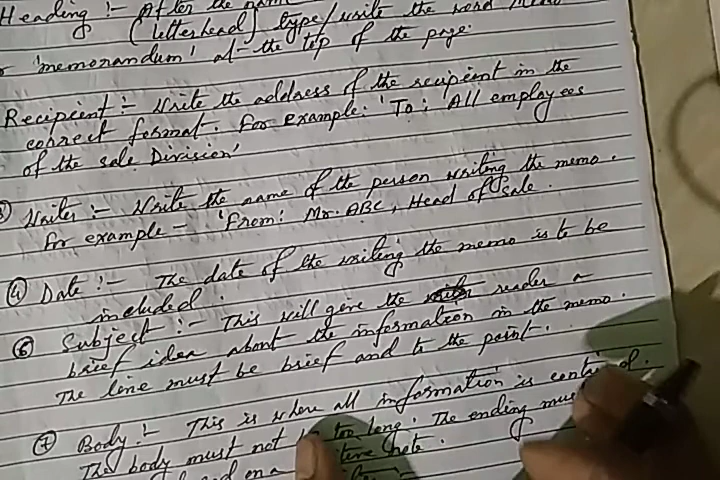 Heading :- After the name
(letterhead) type/write the word Memo
'memorandum' at the top of the page.
Recipient :- Write the address of the recipient in the
correct format. For example: 'To: All employees
of the sale Division'
Writer :- Write the name of the person writing the memo.
for example - 'From: Mr. ABC, Head of Sale.
④ Date :- The date of the writing the memo is to be
included.
⑥ Subject :- This will give the reader a
brief idea about the information in the memo.
The line must be brief and to the point.
⑦ Body :- This is where all information is
The body must not too long. The ending
note.